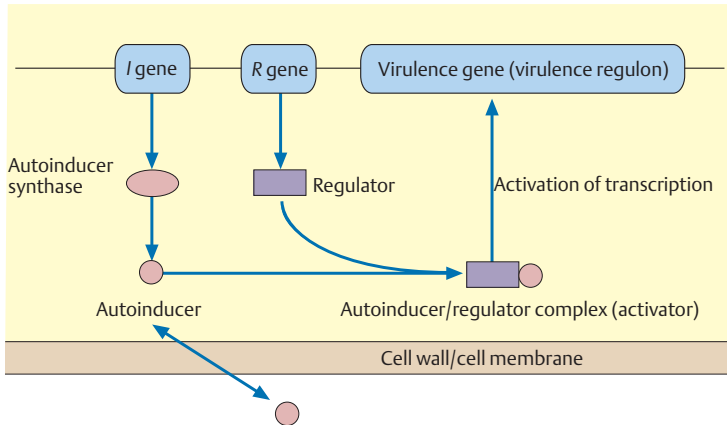 I gene
R gene
Virulence gene (virulence regulon)
Autoinducer
synthase
Regulator
Activation of transcription
Autoinducer
Autoinducer/regulator complex (activator)
Cell wall/cell membrane